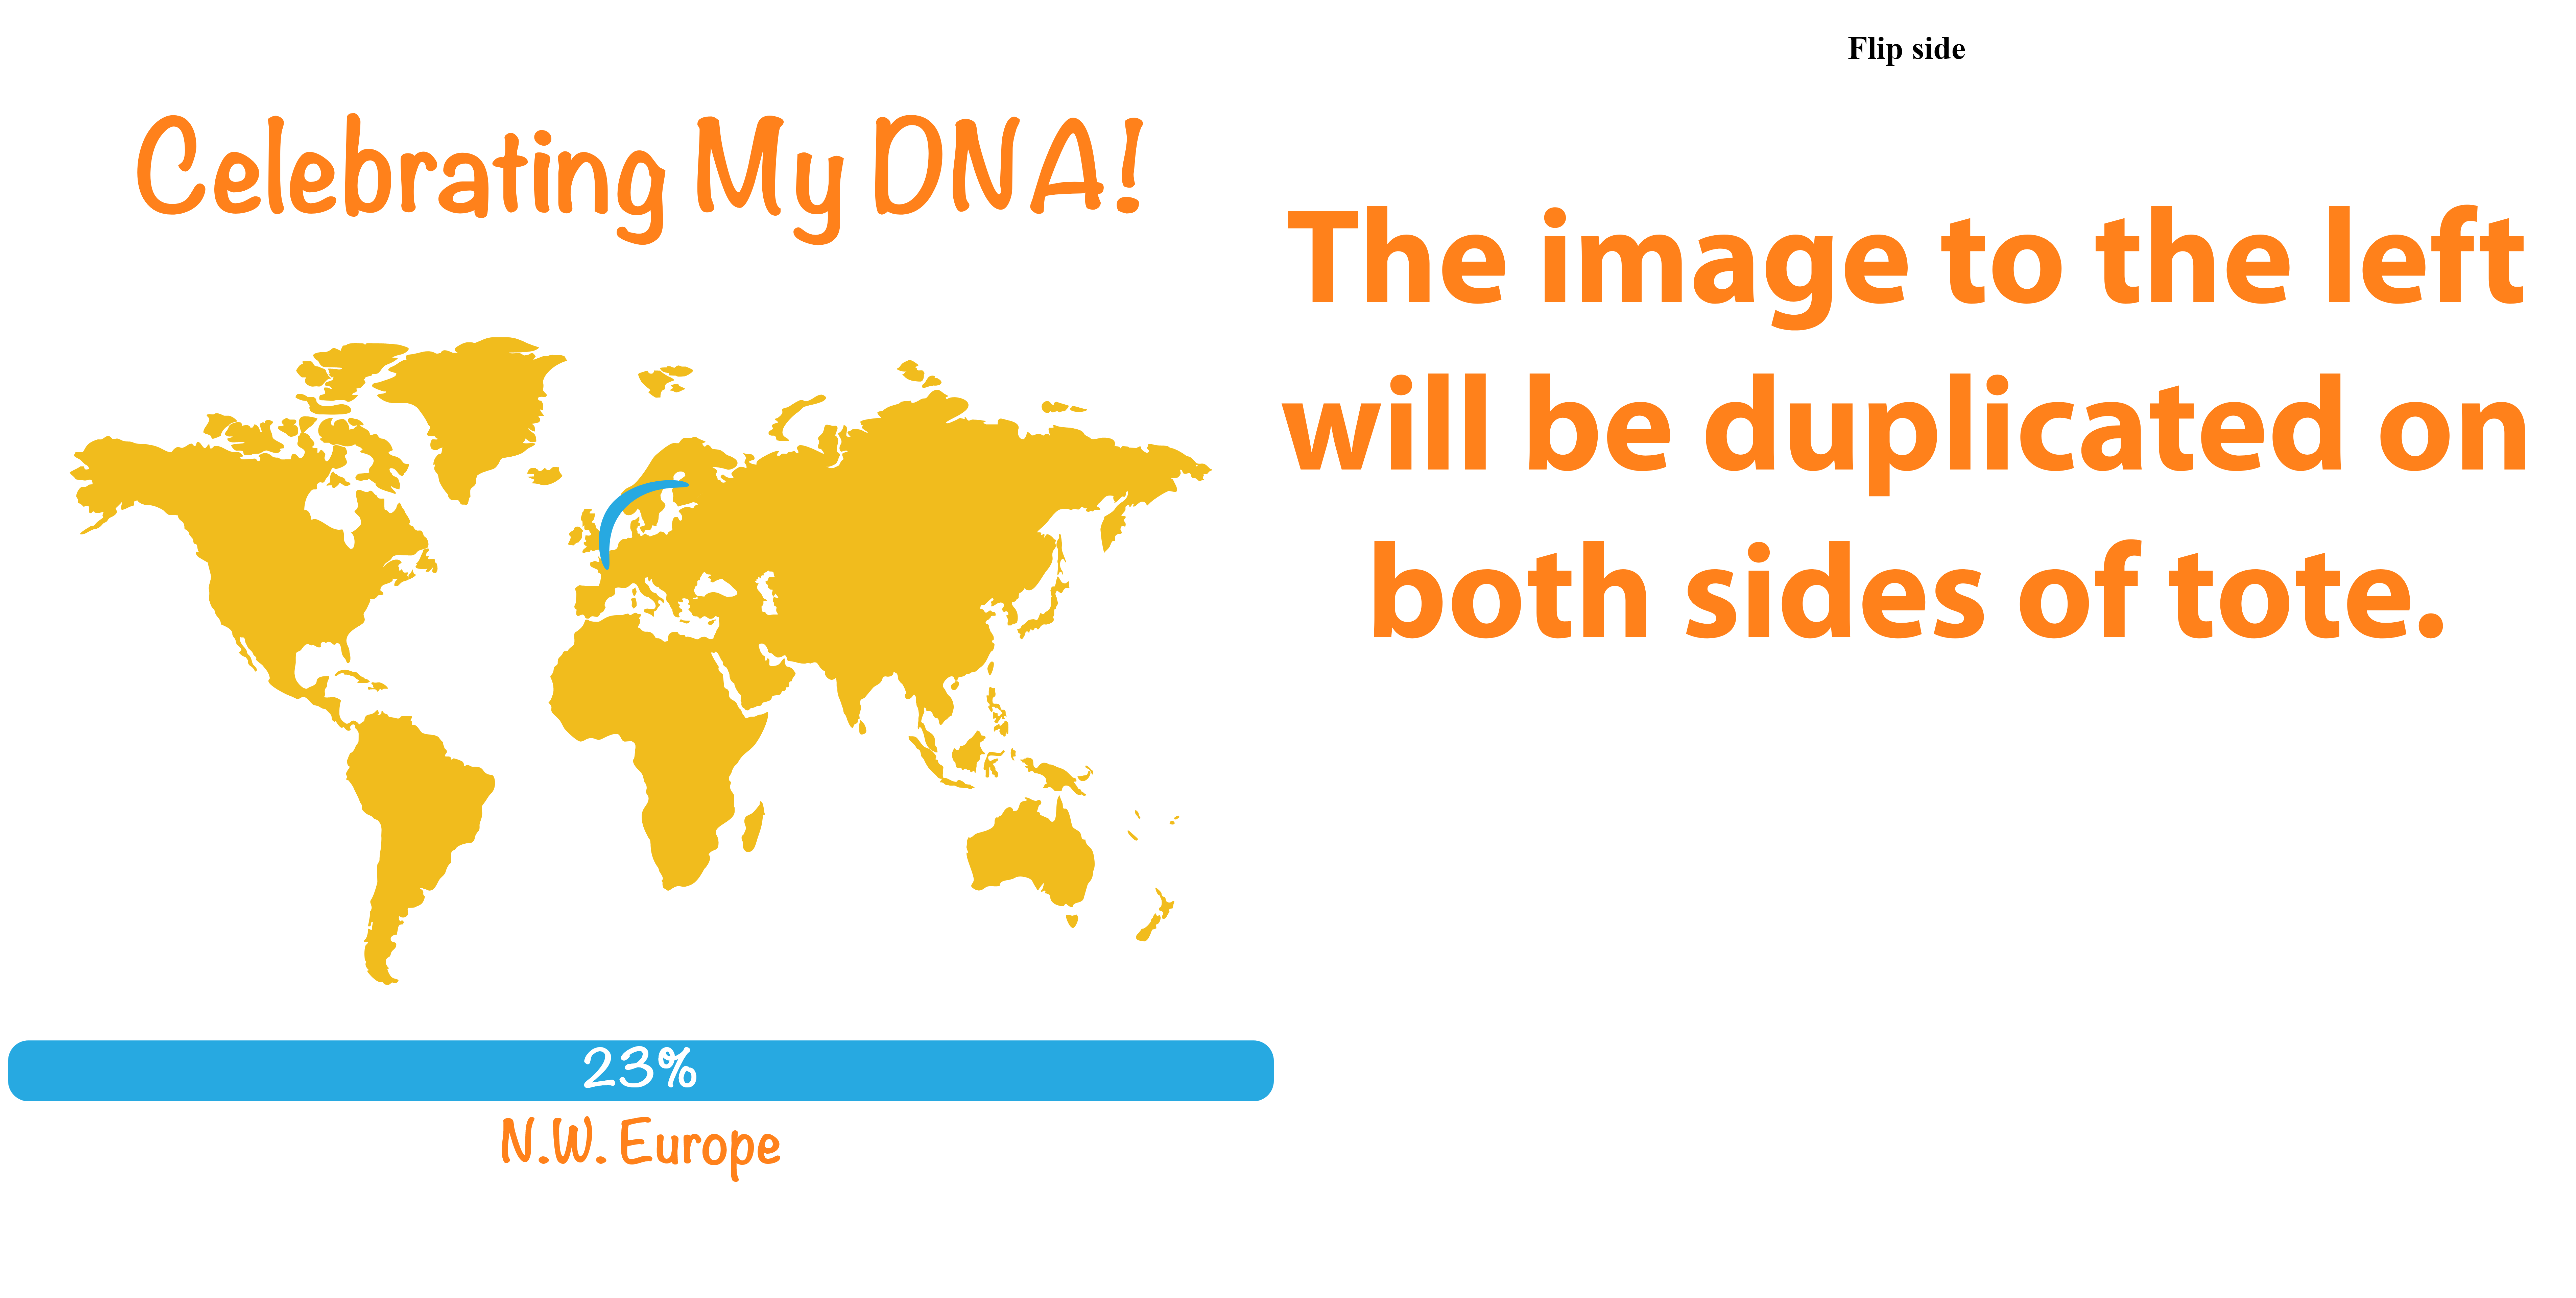 Celebrating My DNA!
23%
N.W. Europe
Flip side
The image to the left
will be duplicated on
both sides of tote.